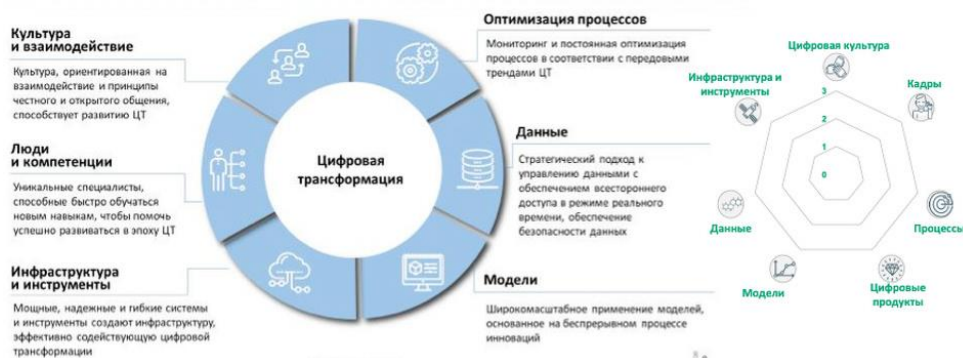 Культура
и взаимодействие
Культура, ориентированная на
взаимодействие и принципы
честного и открытого общения,
способствует развитию ЦТ
Люди
и компетенции
Уникальные специалисты,
способные быстро обучаться
новым навыкам, чтобы помочь
успешно развиваться в эпоху ЦТ
Инфраструктура
и инструменты
Мощные, надежные и гибкие системы
и инструменты создают инфраструктуру,
эффективно содействующую цифровой
трансформации
Цифровая
трансформация
Оптимизация процессов
Мониторинг и постоянная оптимизация
процессов в соответствии с передовыми
трендами ЦТ
Данные
Стратегический подход к
управлению данными с
обеспечением всестороннего
доступа в режиме реального
времени, обеспечение
безопасности данных
Модели
Широкомасштабное применение моделей,
основанное на беспрерывном процессе
инноваций
Цифровая культура
Инфраструктура и
инструменты
Кадры
3
2
1
0
Данные
Процессы
Модели
Цифровые
продукты